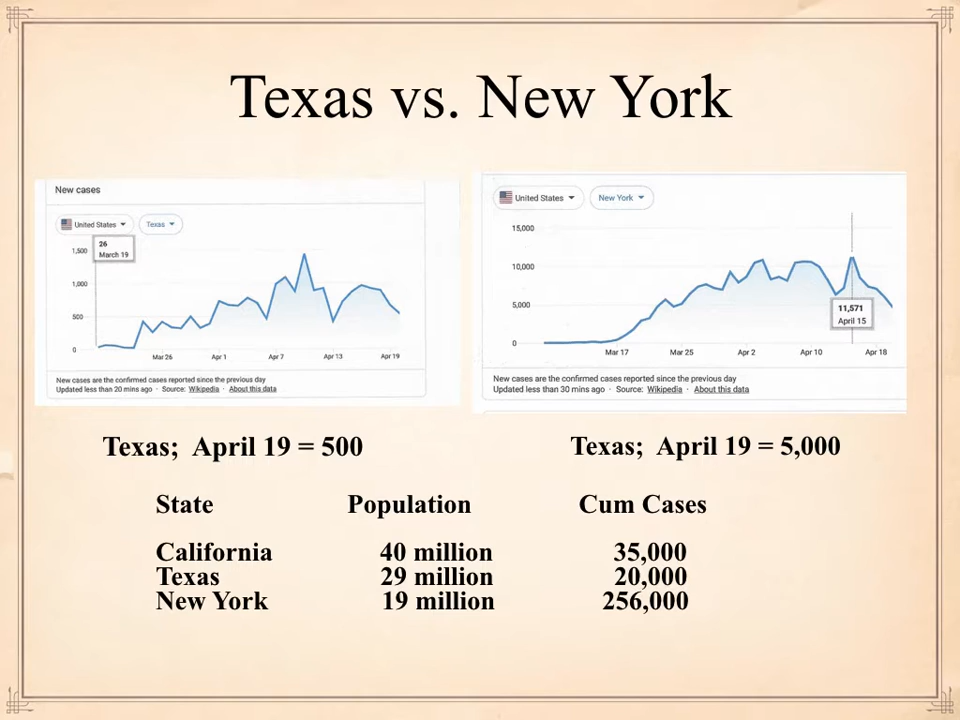 Texas vs. New York
New cases
United States Texas
26
March 19
1,500
1,000
500
0
Mar 26 Apr 1 Apr 7 Apr 13 Apr 19
New cases are the confirmed cases reported since the previous day
Updated less than 20 mins ago · Source: Wikipedia · About this data
United States New York
15,000
10,000
5,000
0
11,571
April 15
Mar 17 Mar 25 Apr 2 Apr 10 Apr 18
New cases are the confirmed cases reported since the previous day
Updated less than 30 mins ago · Source: Wikipedia · About this data
Texas; April 19 = 500
Texas; April 19 = 5,000
State Population Cum Cases
California 40 million 35,000
Texas 29 million 20,000
New York 19 million 256,000